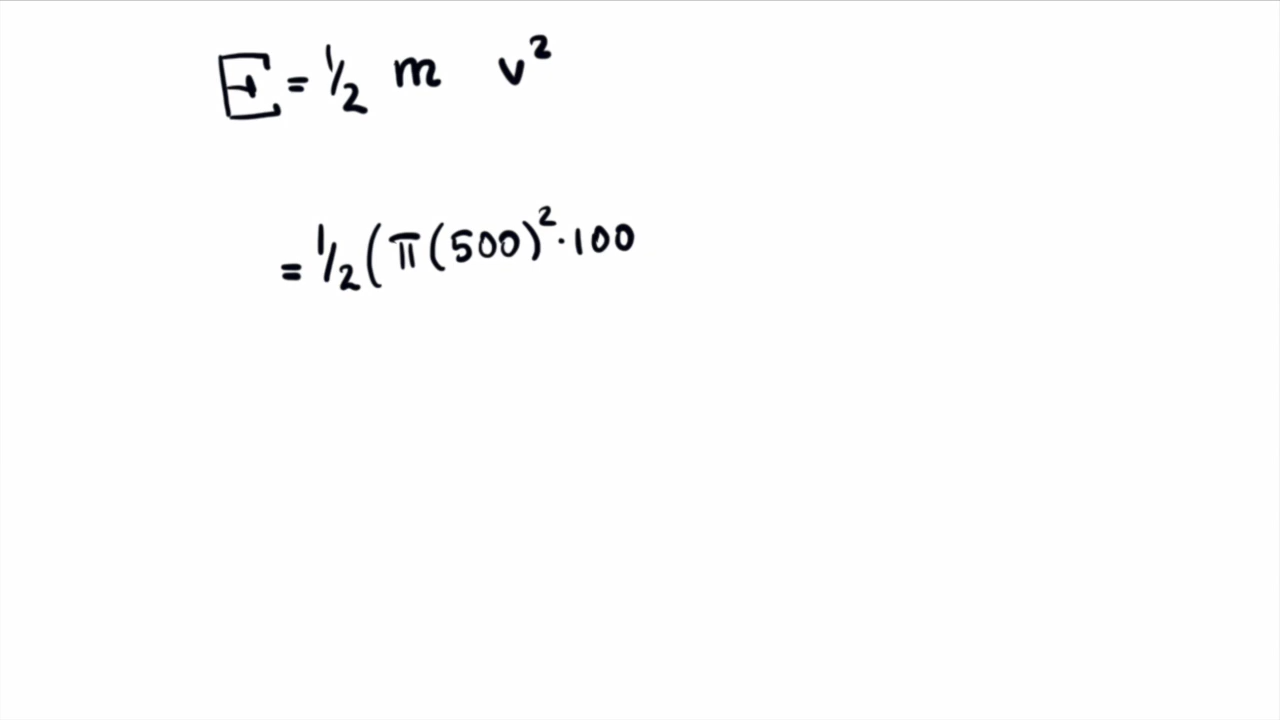 E = 1/2 m v²
= 1/2 (π(500)²·100